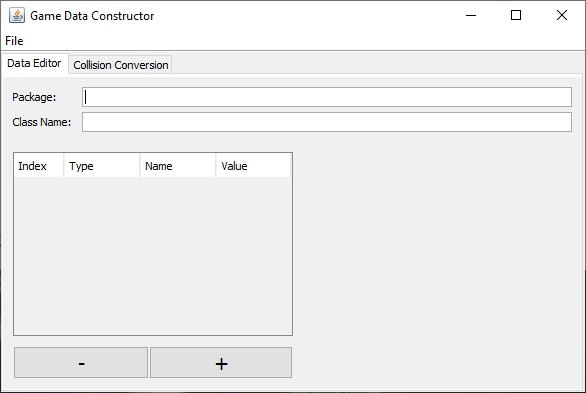 Game Data Constructor
File
Data Editor Collision Conversion
Package:
Class Name:
Index Type Name Value
- +